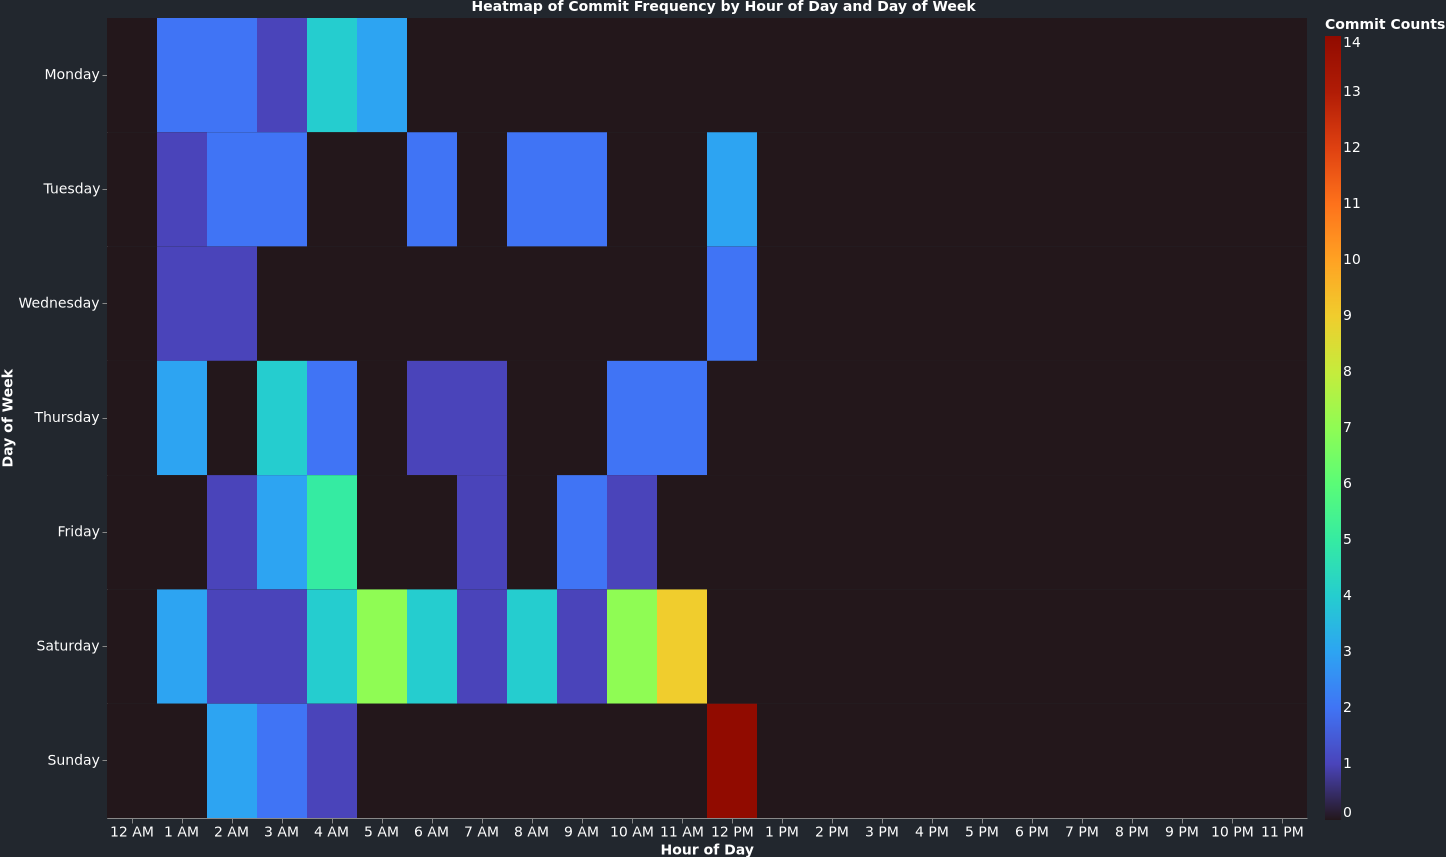 Heatmap of Commit Frequency by Hour of Day and Day of Week
Commit Counts
14
13
12
11
10
9
8
7
6
5
4
3
2
1
0
Day of Week
Monday
Tuesday
Wednesday
Thursday
Friday
Saturday
Sunday
12 AM 1 AM 2 AM 3 AM 4 AM 5 AM 6 AM 7 AM 8 AM 9 AM 10 AM 11 AM 12 PM 1 PM 2 PM 3 PM 4 PM 5 PM 6 PM 7 PM 8 PM 9 PM 10 PM 11 PM
Hour of Day